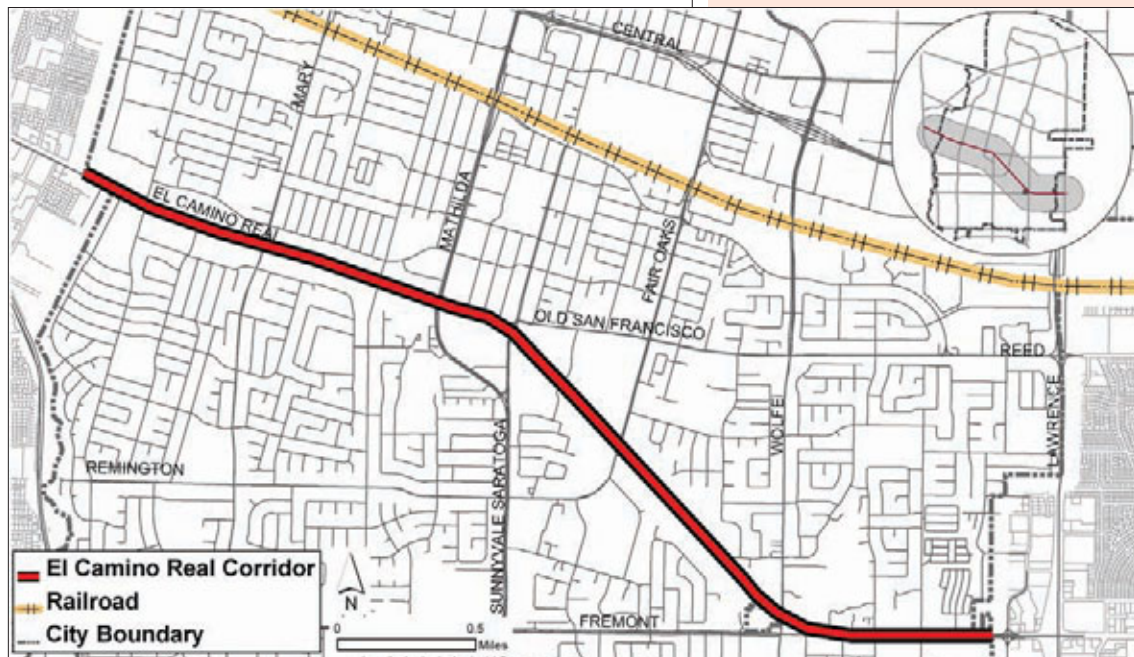 CENTRAL
MARY
EL CAMINO REAL
MATHILDA
FAIR OAKS
OLD SAN FRANCISCO
REED
LAWRENCE
WOLFE
REMINGTON
SUNNYVALE SARATOGA
FREMONT
El Camino Real Corridor
Railroad
City Boundary
N
0 0.5
Miles